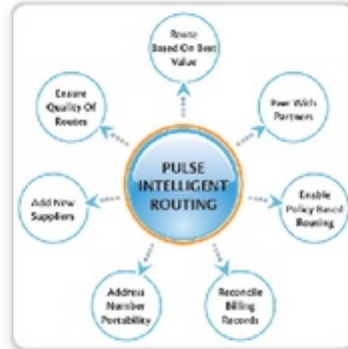 Route
Based On Best
Value
Peer With
Partners
Enable
Policy Based
Routing
Reconcile
Billing
Records
Address
Number
Portability
Add New
Suppliers
Ensure
Quality Of
Routes
PULSE
INTELLIGENT
ROUTING